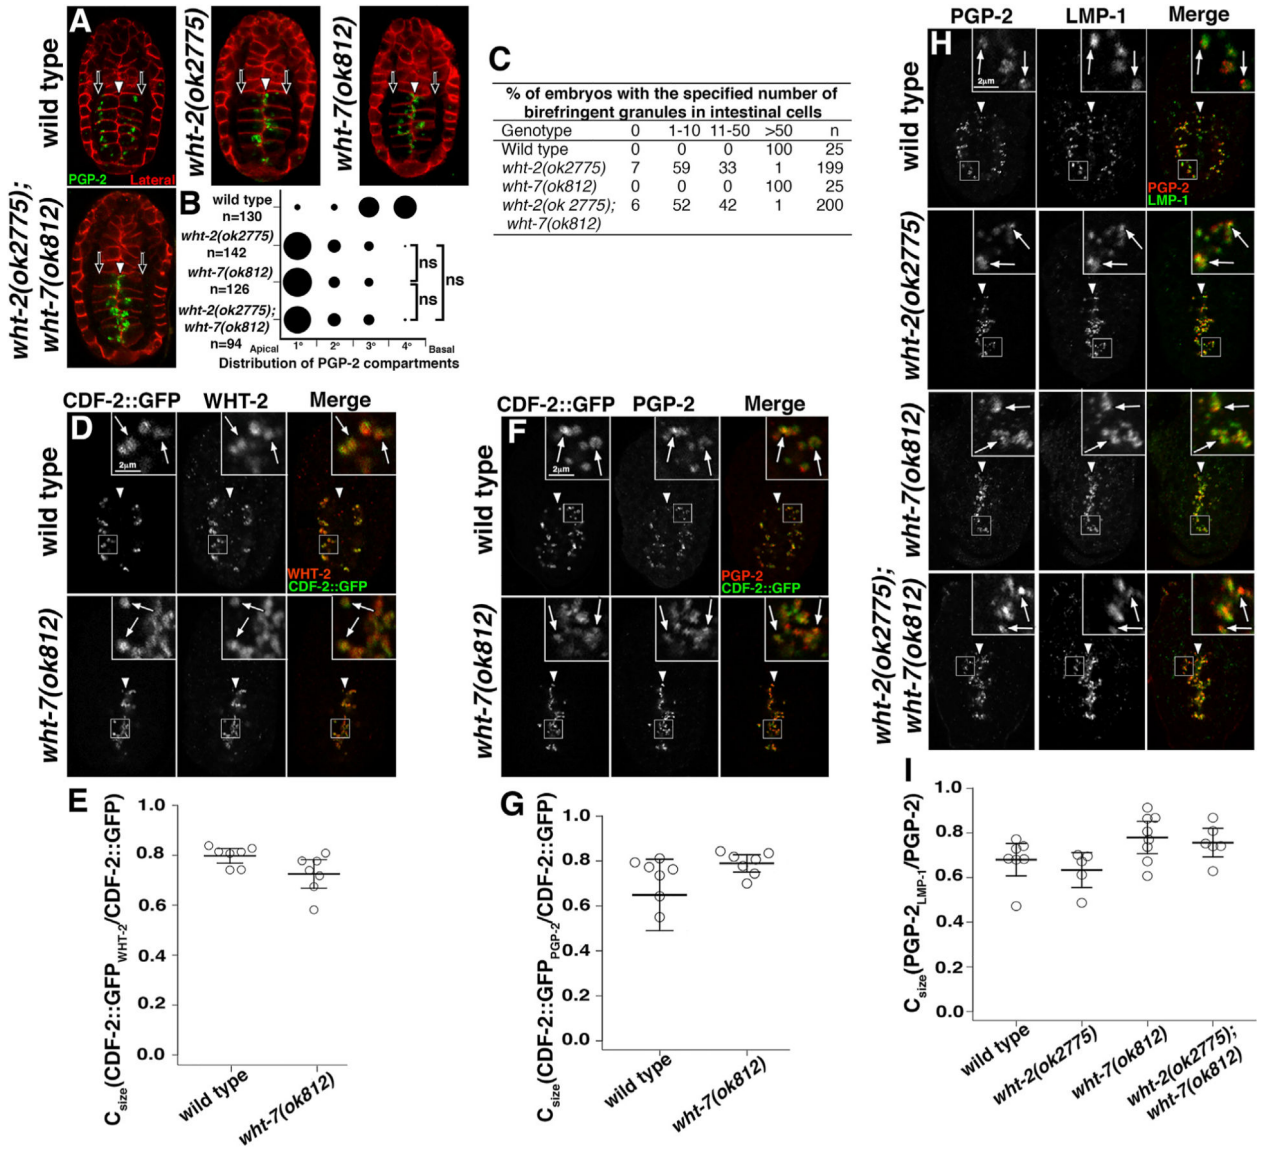 A
wild type
wht-2(ok2775)
wht-7(ok812)
PGP-2 Lateral
wht-2(ok2775);
wht-7(ok812)
B
wild type
n=130
wht-2(ok2775)
n=142
wht-7(ok812)
n=126
wht-2(ok2775);
wht-7(ok812)
n=94
ns
ns
ns
Apical 1° 2° 3° 4° Basal
Distribution of PGP-2 compartments
C
% of embryos with the specified number of
birefringent granules in intestinal cells
Genotype 0 1-10 11-50 >50 n
Wild type 0 0 0 100 25
wht-2(ok2775) 7 59 33 1 199
wht-7(ok812) 0 0 0 100 25
wht-2(ok 2775); 6 52 42 1 200
wht-7(ok812)
CDF-2::GFP WHT-2 Merge
D
wild type
2μm
WHT-2
CDF-2::GFP
wht-7(ok812)
E
Csize(CDF-2::GFPWHT-2/CDF-2::GFP)
1.0
0.8
0.6
0.4
0.2
0.0
wild type
wht-7(ok812)
CDF-2::GFP PGP-2 Merge
F
wild type
2μm
PGP-2
CDF-2::GFP
wht-7(ok812)
G
Csize(CDF-2::GFPPGP-2/CDF-2::GFP)
1.0
0.8
0.6
0.4
0.2
0.0
wild type
wht-7(ok812)
PGP-2 LMP-1 Merge
H
wild type
2μm
PGP-2
LMP-1
wht-2(ok2775)
wht-7(ok812)
wht-2(ok2775);
wht-7(ok812)
I
Csize(PGP-2LMP-1/PGP-2)
1.0
0.8
0.6
0.4
0.2
0.0
wild type
wht-2(ok2775)
wht-7(ok812)
wht-2(ok2775);
wht-7(ok812)